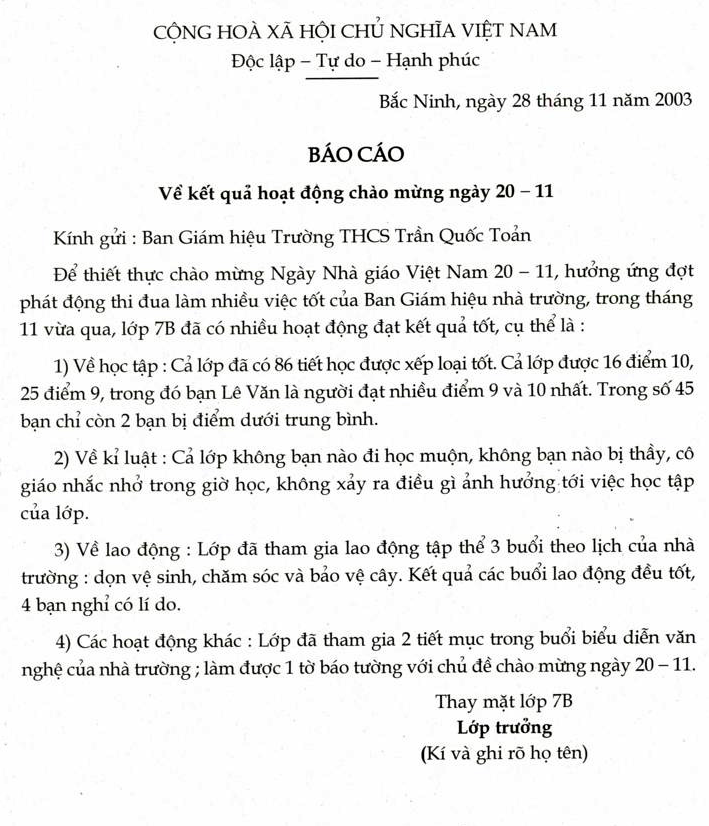 CỘNG HOÀ XÃ HỘI CHỦ NGHĨA VIỆT NAM
Độc lập – Tự do – Hạnh phúc
Bắc Ninh, ngày 28 tháng 11 năm 2003
BÁO CÁO
Về kết quả hoạt động chào mừng ngày 20 – 11
Kính gửi : Ban Giám hiệu Trường THCS Trần Quốc Toản
Để thiết thực chào mừng Ngày Nhà giáo Việt Nam 20 – 11, hưởng ứng đợt
phát động thi đua làm nhiều việc tốt của Ban Giám hiệu nhà trường, trong tháng
11 vừa qua, lớp 7B đã có nhiều hoạt động đạt kết quả tốt, cụ thể là :
1) Về học tập : Cả lớp đã có 86 tiết học được xếp loại tốt. Cả lớp được 16 điểm 10,
25 điểm 9, trong đó bạn Lê Văn là người đạt nhiều điểm 9 và 10 nhất. Trong số 45
bạn chỉ còn 2 bạn bị điểm dưới trung bình.
2) Về kỉ luật : Cả lớp không bạn nào đi học muộn, không bạn nào bị thầy, cô
giáo nhắc nhở trong giờ học, không xảy ra điều gì ảnh hưởng tới việc học tập
của lớp.
3) Về lao động : Lớp đã tham gia lao động tập thể 3 buổi theo lịch của nhà
trường : dọn vệ sinh, chăm sóc và bảo vệ cây. Kết quả các buổi lao động đều tốt,
4 bạn nghỉ có lí do.
4) Các hoạt động khác : Lớp đã tham gia 2 tiết mục trong buổi biểu diễn văn
nghệ của nhà trường ; làm được 1 tờ báo tường với chủ đề chào mừng ngày 20 – 11.
Thay mặt lớp 7B
Lớp trưởng
(Kí và ghi rõ họ tên)